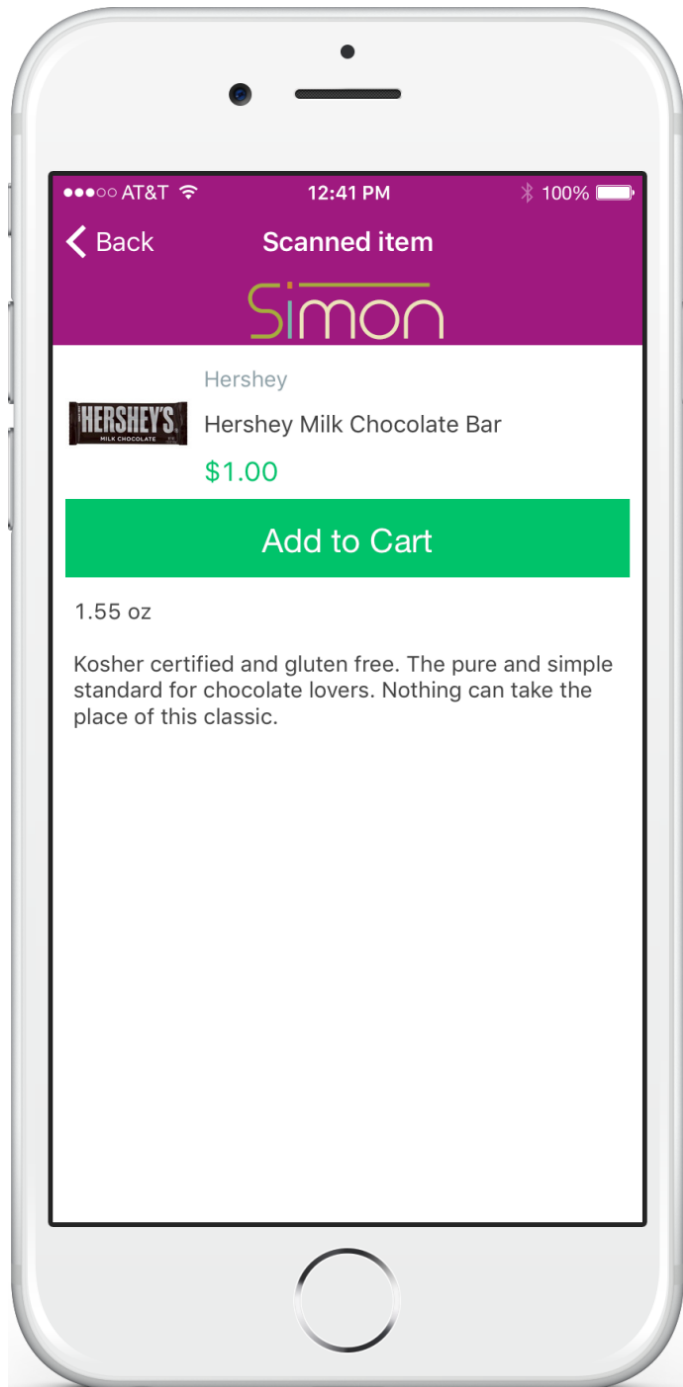 AT&T 12:41 PM 100%
Back Scanned item
Simon
Hershey
HERSHEY'S
MILK CHOCOLATE
Hershey Milk Chocolate Bar
$1.00
Add to Cart
1.55 oz
Kosher certified and gluten free. The pure and simple
standard for chocolate lovers. Nothing can take the
place of this classic.